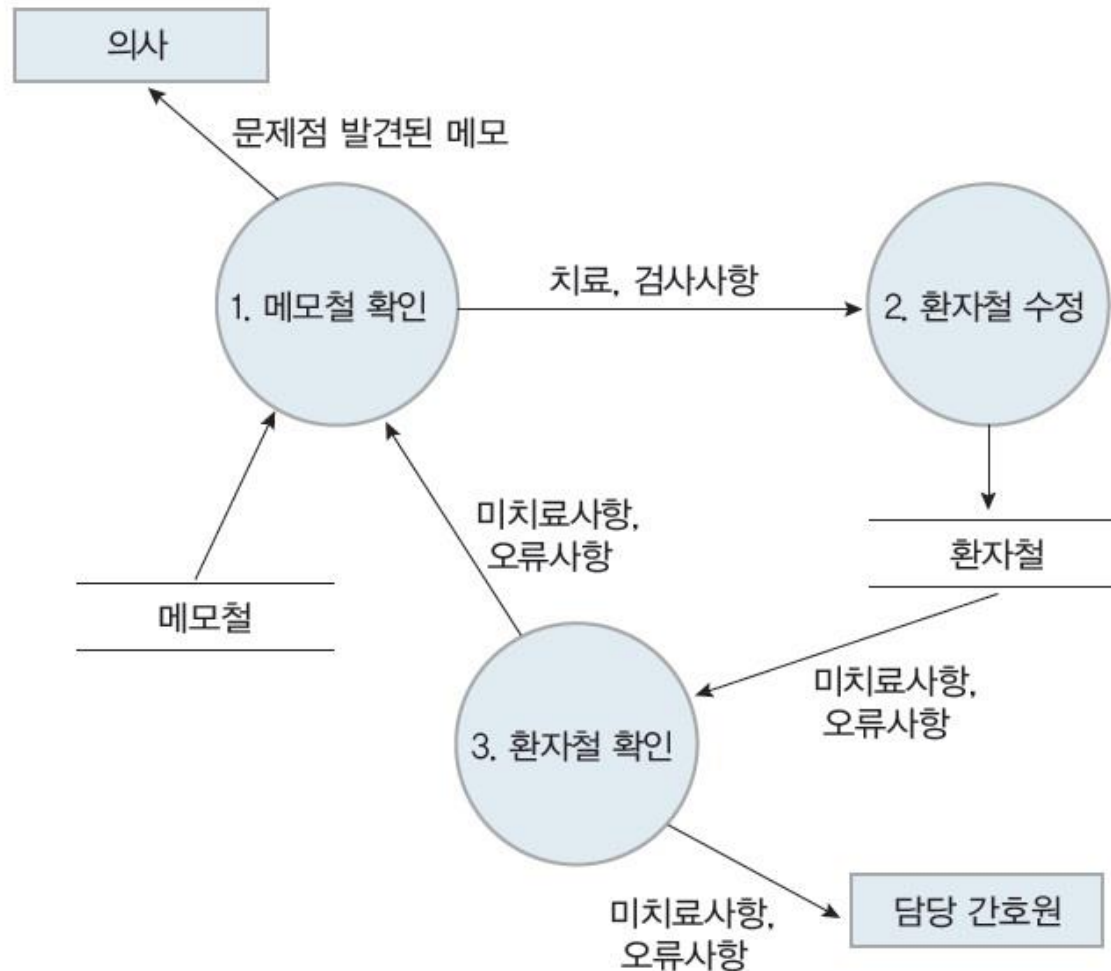 의사
문제점 발견된 메모
1. 메모철 확인
치료, 검사사항
2. 환자철 수정
미치료사항,
오류사항
환자철
메모철
미치료사항,
오류사항
3. 환자철 확인
미치료사항,
오류사항
담당 간호원